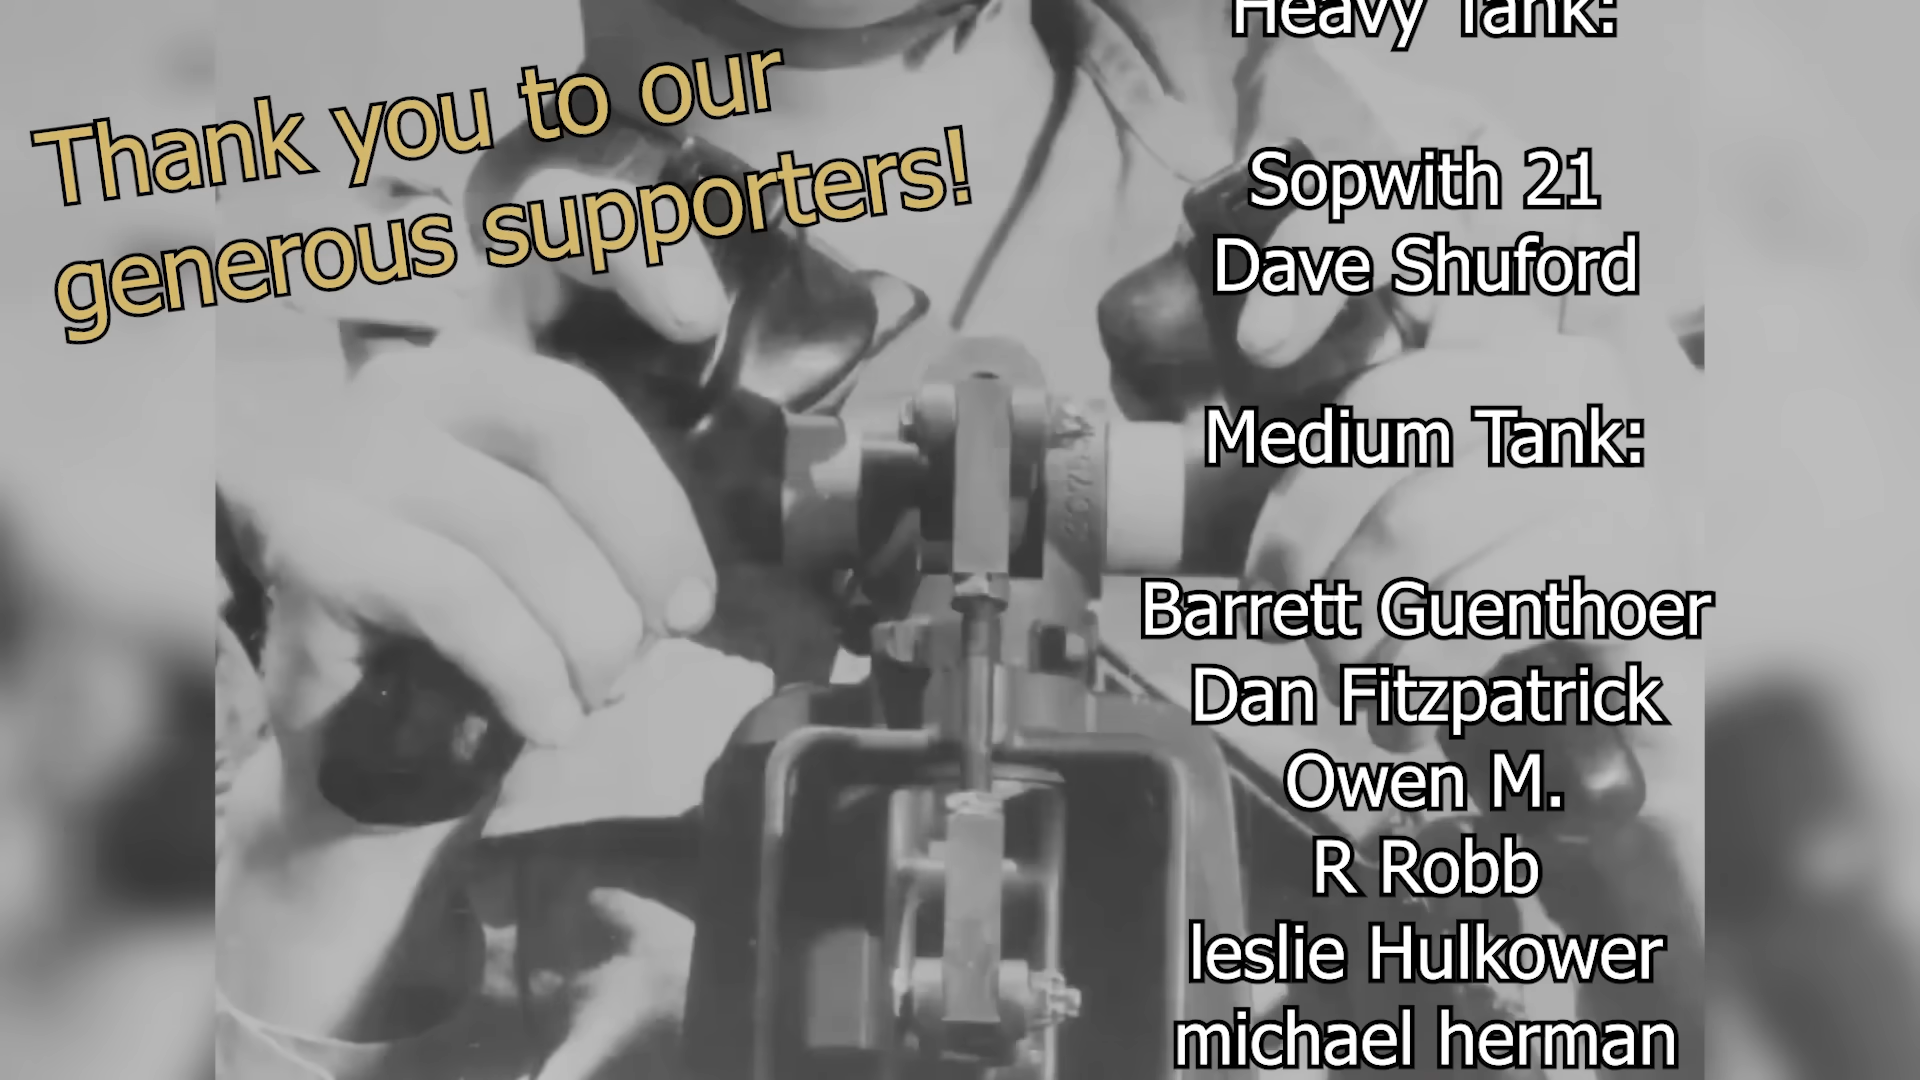 Thank you to our
generous supporters!
Heavy Tank:
Sopwith 21
Dave Shuford
Medium Tank:
Barrett Guenthoer
Dan Fitzpatrick
Owen M.
R Robb
leslie Hulkower
michael herman